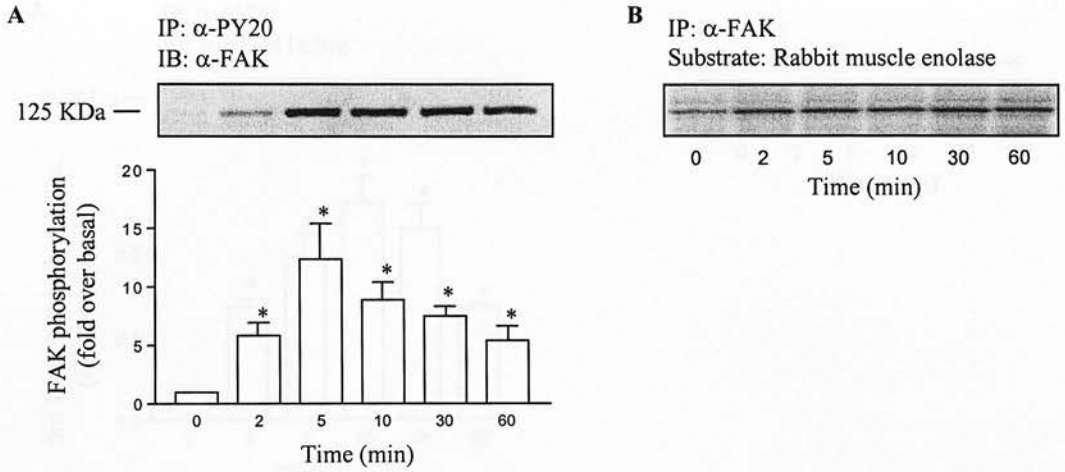 A
IP: α-PY20
IB: α-FAK
125 KDa
20
15
10
5
0
FAK phosphorylation
(fold over basal)
*
*
*
*
*
0 2 5 10 30 60
Time (min)
B
IP: α-FAK
Substrate: Rabbit muscle enolase
0 2 5 10 30 60
Time (min)